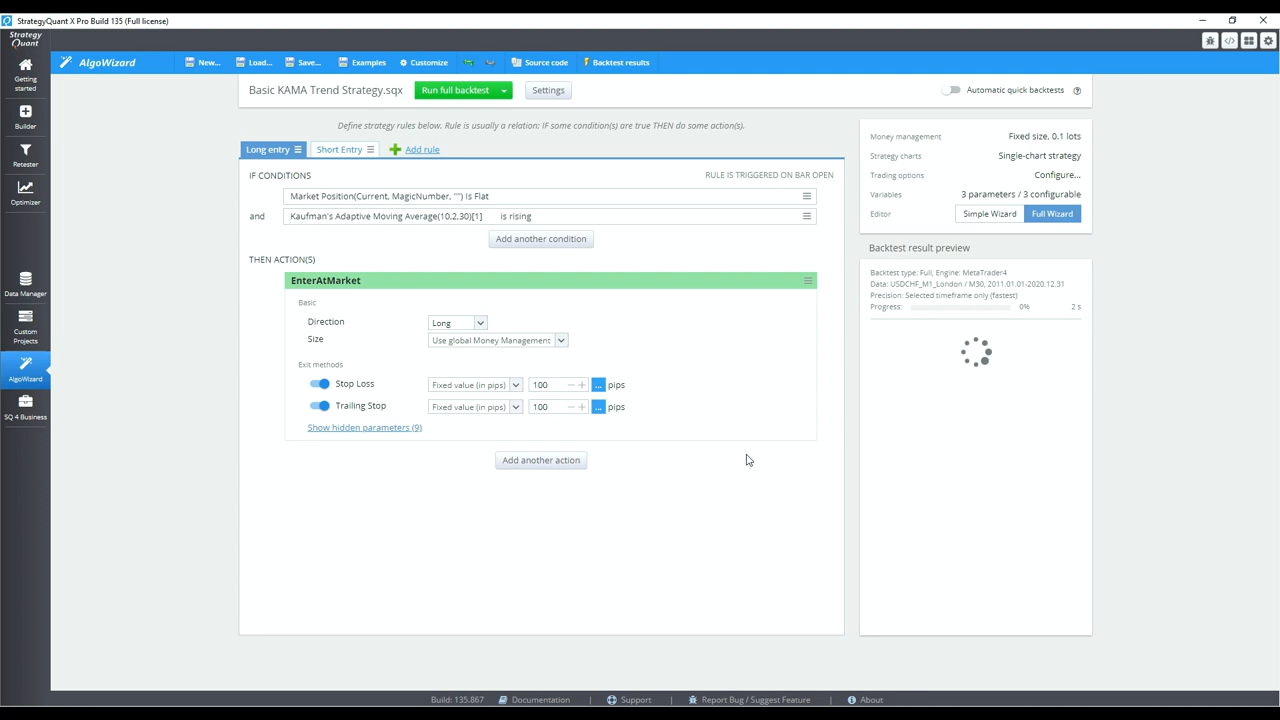 StrategyQuant X Pro Build 135 (Full license)
Strategy
Quant
Getting
started
Builder
Retester
Optimizer
Data Manager
Custom
Projects
AlgoWizard
SQ 4 Business
AlgoWizard
New...
Load...
Save...
Examples
Customize
Source code
Backtest results
Basic KAMA Trend Strategy.sqx
Run full backtest
Settings
Automatic quick backtests
Define strategy rules below. Rule is usually a relation: IF some condition(s) are true THEN do some action(s).
Long entry
Short Entry
Add rule
IF CONDITIONS
RULE IS TRIGGERED ON BAR OPEN
Market Position(Current, MagicNumber, "") Is Flat
and
Kaufman's Adaptive Moving Average(10,2,30)[1] is rising
Add another condition
THEN ACTION(S)
EnterAtMarket
Basic
Direction Long
Size Use global Money Management
Exit methods
Stop Loss Fixed value (in pips) 100 − + ... pips
Trailing Stop Fixed value (in pips) 100 − + ... pips
Show hidden parameters (9)
Add another action
Money management Fixed size, 0.1 lots
Strategy charts Single-chart strategy
Trading options Configure...
Variables 3 parameters / 3 configurable
Editor Simple Wizard Full Wizard
Backtest result preview
Backtest type: Full, Engine: MetaTrader4
Data: USDCHF_M1_London / M30, 2011.01.01-2020.12.31
Precision: Selected timeframe only (fastest)
Progress: 0% 2 s
Build: 135.867
Documentation
|
Support
|
Report Bug / Suggest Feature
|
About